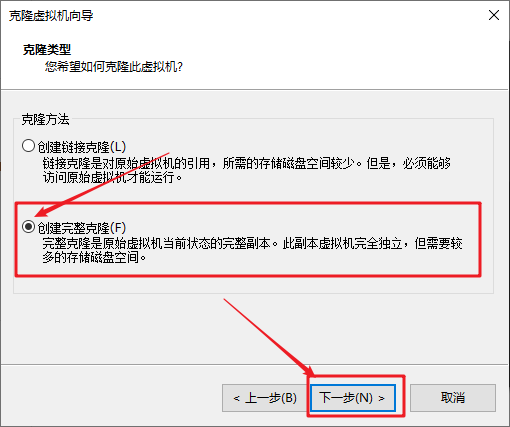 克隆虚拟机向导
克隆类型
您希望如何克隆此虚拟机?
克隆方法
创建链接克隆(L)
链接克隆是对原始虚拟机的引用，所需的存储磁盘空间较少。但是，必须能够
访问原始虚拟机才能运行。
创建完整克隆(F)
完整克隆是原始虚拟机当前状态的完整副本。此副本虚拟机完全独立，但需要较
多的存储磁盘空间。
< 上一步(B)
下一步(N) >
取消